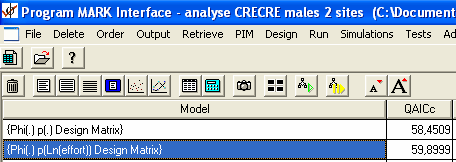 Program MARK Interface - analyse CRECRE males 2 sites (C:\Document
File Delete Order Output Retrieve PIM Design Run Simulations Tests Ad
Model QAICc
{Phi(.) p(.) Design Matrix} 58,4509
{Phi(.) p(Ln(effort)) Design Matrix} 59,8999